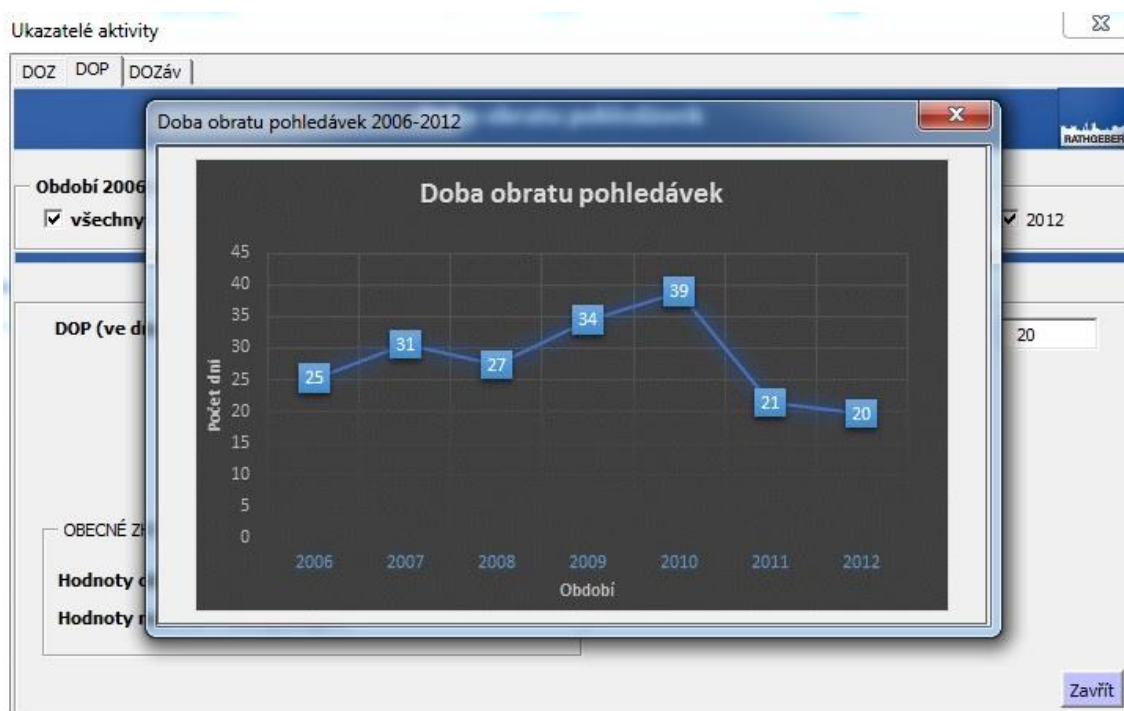 Ukazatelé aktivity
DOZ DOP DOZáv
Doba obratu pohledávek 2006-2012
RATHGEBER
Období 2006
všechny
2012
Doba obratu pohledávek
45
40
35
30
25
20
15
10
5
0
Počet dní
25
31
27
34
39
21
20
2006 2007 2008 2009 2010 2011 2012
Období
DOP (ve
20
OBECNÉ
Hodnoty
Hodnoty
Zavřít